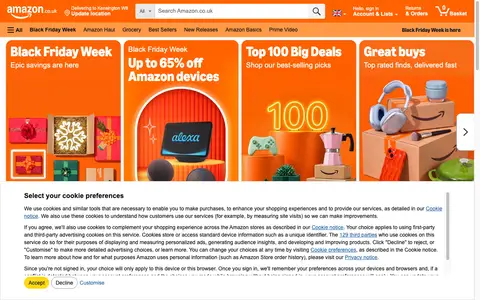 amazon.co.uk
Delivering to Kensington W8
Update location
All
Search Amazon.co.uk
EN
Hello, sign in
Account & Lists
Returns
& Orders
0
Basket
All
Black Friday Week
Amazon Haul
Grocery
Best Sellers
New Releases
Amazon Basics
Prime Video
Black Friday Week is here
Black Friday Week
Epic savings are here
Black Friday Week
Up to 65% off
Amazon devices
alexa
Top 100 Big Deals
Shop our best-selling picks
100
Great buys
Top rated finds, delivered fast
Select your cookie preferences
We use cookies and similar tools that are necessary to enable you to make purchases, to enhance your shopping experiences and to provide our services, as detailed in our Cookie
notice. We also use these cookies to understand how customers use our services (for example, by measuring site visits) so we can make improvements.
If you agree, we'll also use cookies to complement your shopping experience across the Amazon stores as described in our Cookie notice. Your choice applies to using first-party
and third-party advertising cookies on this service. Cookies store or access standard device information such as a unique identifier. The 129 third parties who use cookies on this
service do so for their purposes of displaying and measuring personalized ads, generating audience insights, and developing and improving products. Click "Decline" to reject, or
"Customise" to make more detailed advertising choices, or learn more. You can change your choices at any time by visiting Cookie preferences, as described in the Cookie notice.
To learn more about how and for what purposes Amazon uses personal information (such as Amazon Store order history), please visit our Privacy notice.
Since you're not signed in, your choice will only apply to this device or this browser. Once you sign in, we'll remember your preferences across your devices and browsers and, if a
Accept
Decline
Customise